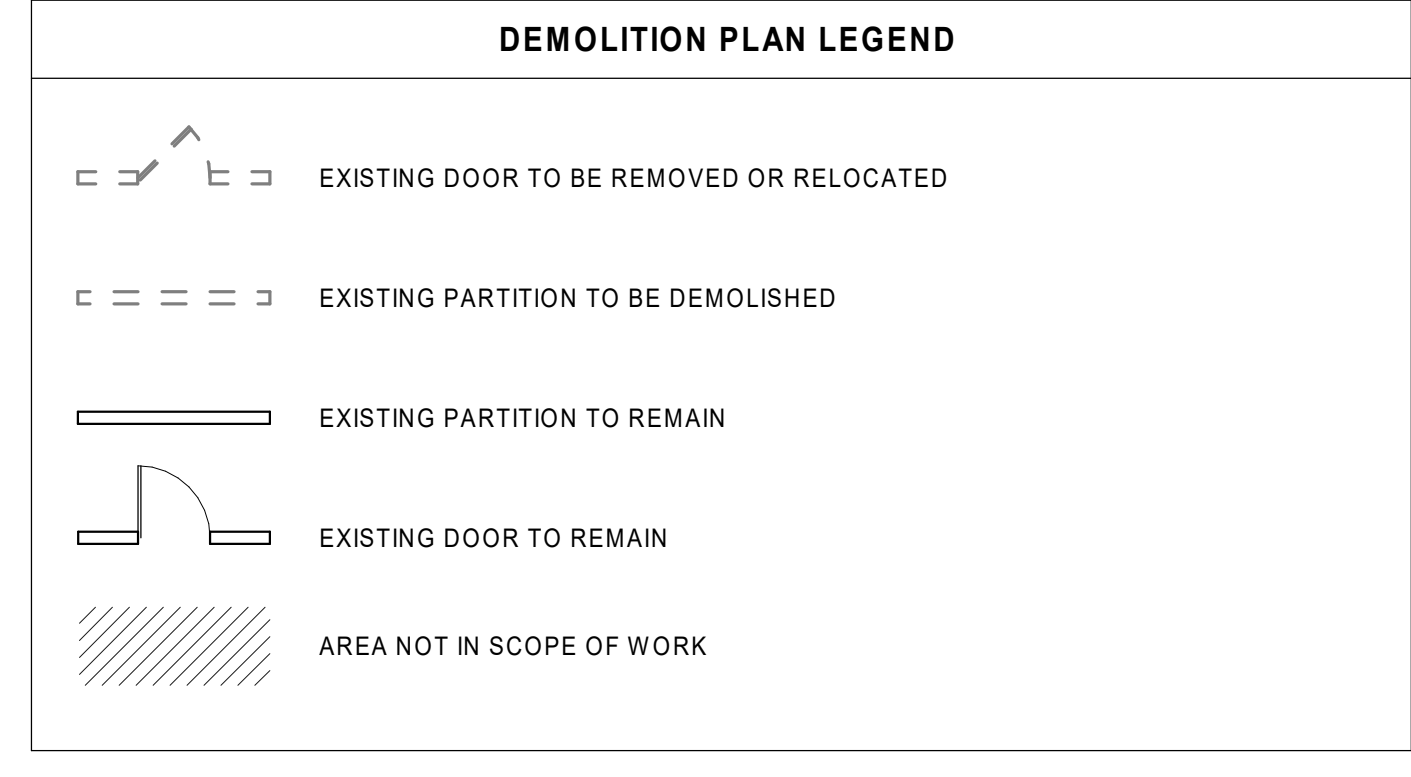 DEMOLITION PLAN LEGEND
EXISTING DOOR TO BE REMOVED OR RELOCATED
EXISTING PARTITION TO BE DEMOLISHED
EXISTING PARTITION TO REMAIN
EXISTING DOOR TO REMAIN
AREA NOT IN SCOPE OF WORK